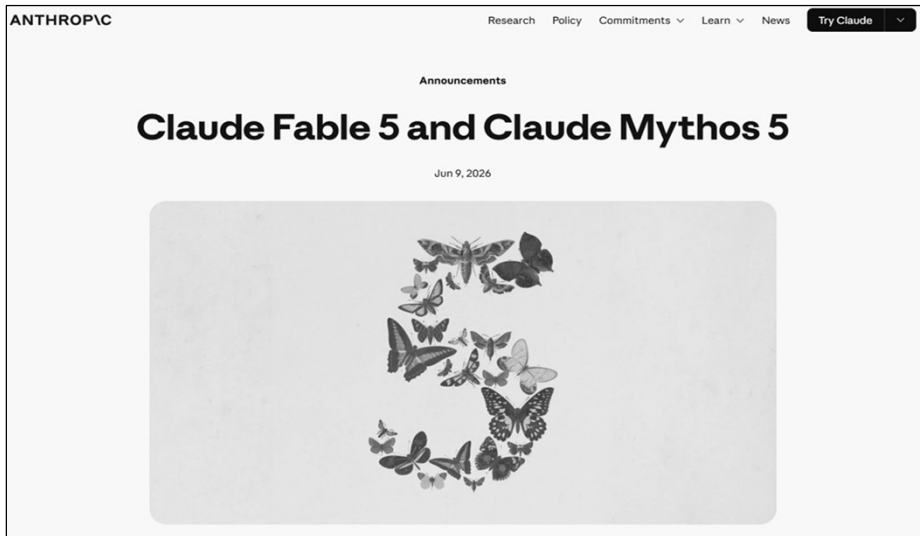 ANTHROP\C
Research Policy Commitments Learn News Try Claude
Announcements
Claude Fable 5 and Claude Mythos 5
Jun 9, 2026
5